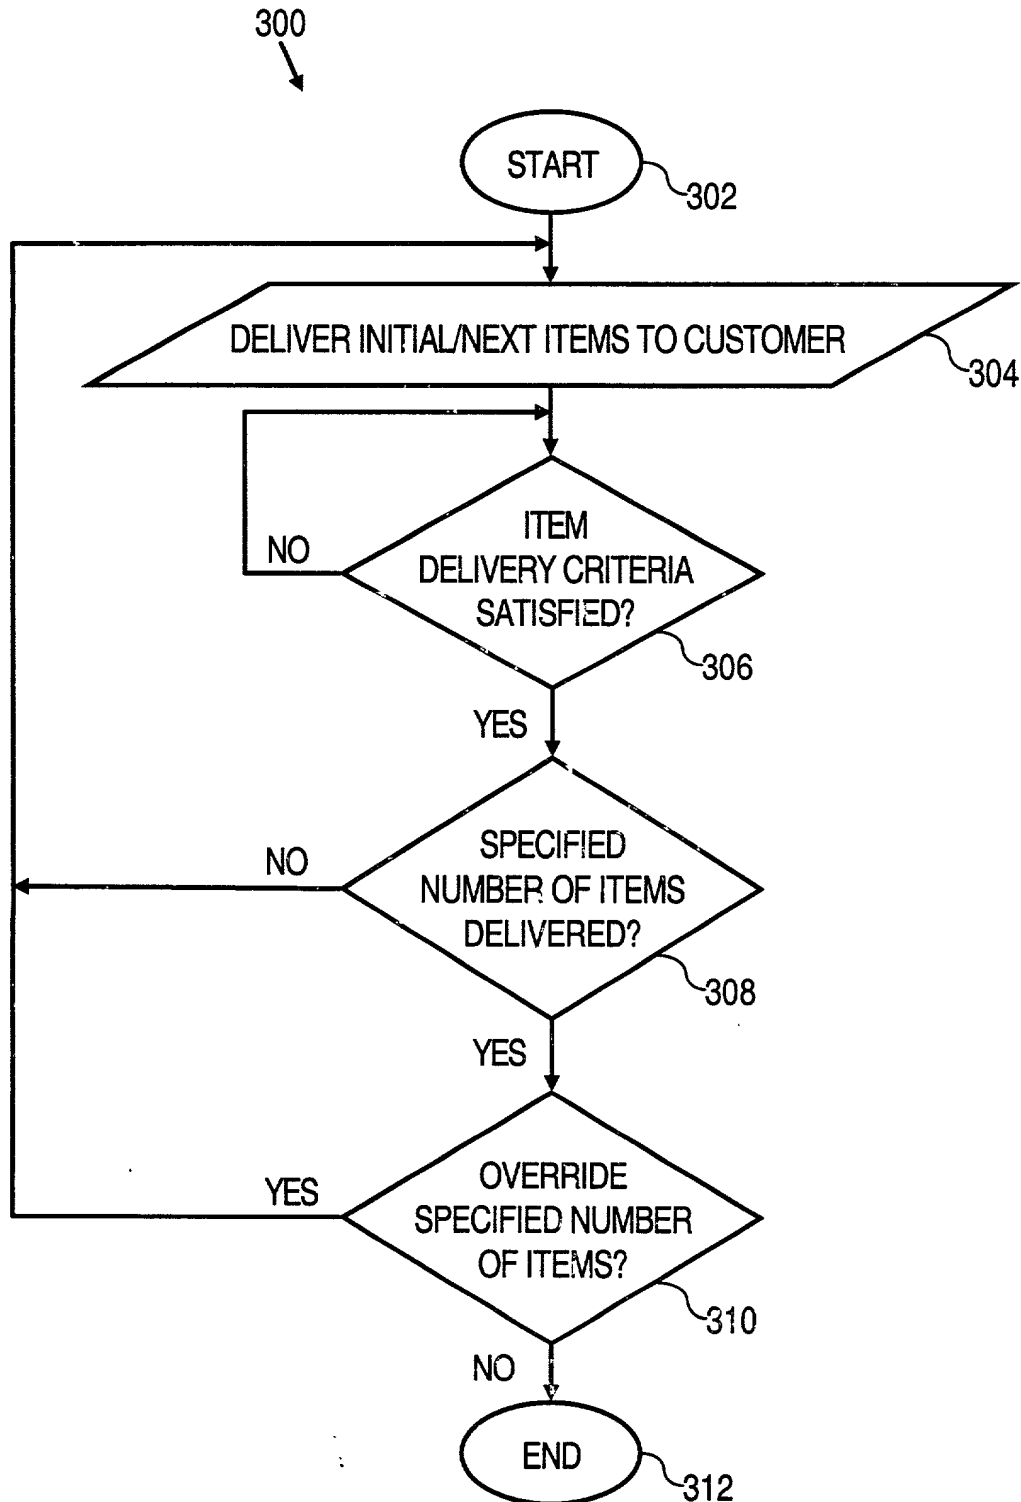 300
START
302
DELIVER INITIAL/NEXT ITEMS TO CUSTOMER
304
ITEM
DELIVERY CRITERIA
SATISFIED?
NO
306
YES
SPECIFIED
NUMBER OF ITEMS
DELIVERED?
NO
308
YES
OVERRIDE
SPECIFIED NUMBER
OF ITEMS?
YES
310
NO
END
312